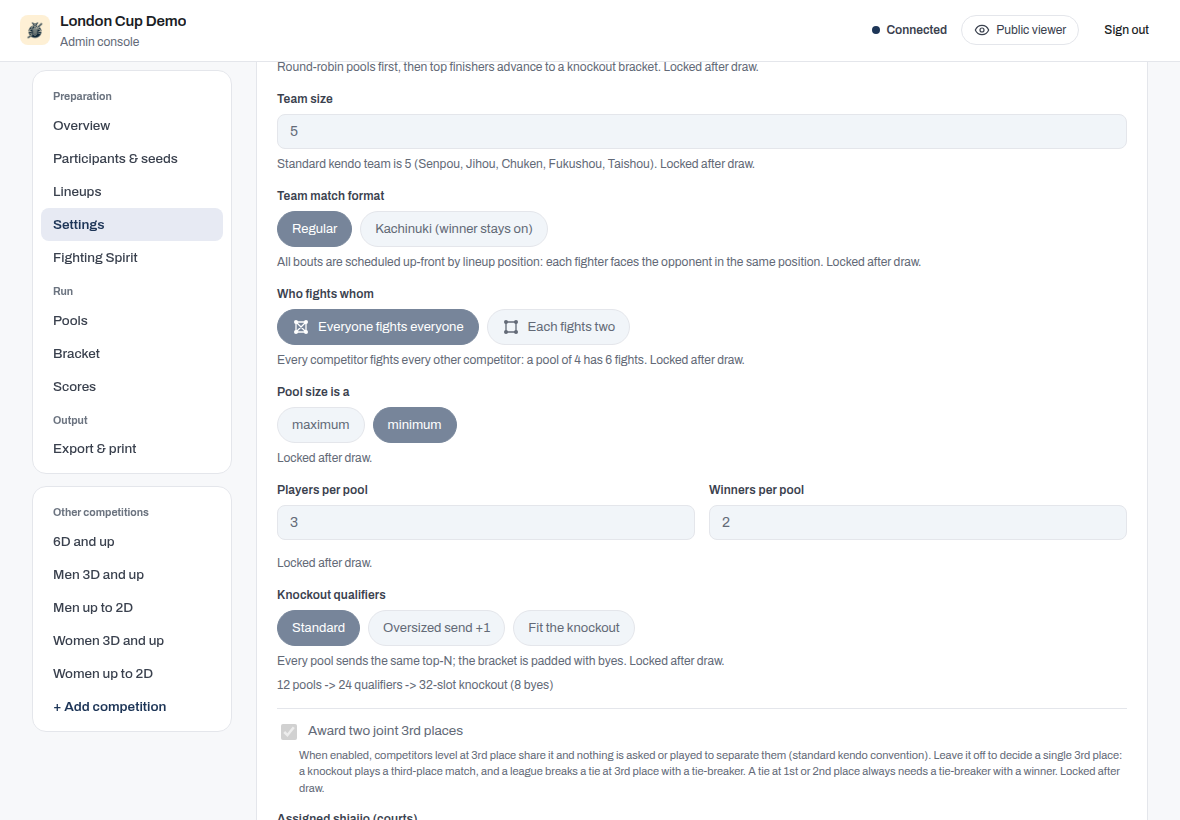 London Cup Demo
Admin console
Connected
Public viewer
Sign out
Preparation
Overview
Participants & seeds
Lineups
Settings
Fighting Spirit
Run
Pools
Bracket
Scores
Output
Export & print
Other competitions
6D and up
Men 3D and up
Men up to 2D
Women 3D and up
Women up to 2D
+ Add competition
Round-robin pools first, then top finishers advance to a knockout bracket. Locked after draw.
Team size
5
Standard kendo team is 5 (Senpou, Jihou, Chuken, Fukushou, Taishou). Locked after draw.
Team match format
Regular
Kachinuki (winner stays on)
All bouts are scheduled up-front by lineup position: each fighter faces the opponent in the same position. Locked after draw.
Who fights whom
Everyone fights everyone
Each fights two
Every competitor fights every other competitor: a pool of 4 has 6 fights. Locked after draw.
Pool size is a
maximum
minimum
Locked after draw.
Players per pool
Winners per pool
3
2
Locked after draw.
Knockout qualifiers
Standard
Oversized send +1
Fit the knockout
Every pool sends the same top-N; the bracket is padded with byes. Locked after draw.
12 pools -> 24 qualifiers -> 32-slot knockout (8 byes)
Award two joint 3rd places
When enabled, competitors level at 3rd place share it and nothing is asked or played to separate them (standard kendo convention). Leave it off to decide a single 3rd place:
a knockout plays a third-place match, and a league breaks a tie at 3rd place with a tie-breaker. A tie at 1st or 2nd place always needs a tie-breaker with a winner. Locked after
draw.
Assigned shiaijo (courts)